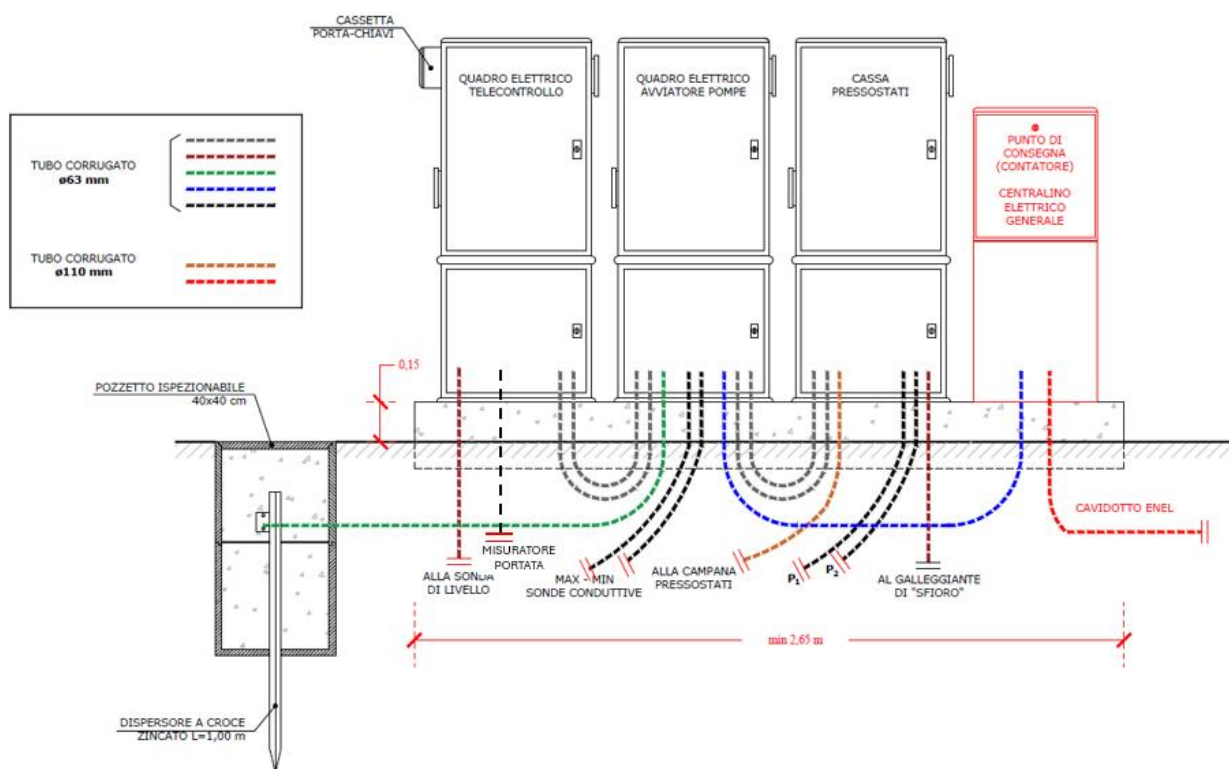 CASSETTA
PORTA-CHIAVI
QUADRO ELETTRICO
TELECONTROLLO
QUADRO ELETTRICO
AVVIATORE POMPE
CASSA
PRESSOSTATI
PUNTO DI
CONSEGNA
(CONTATORE)
CENTRALINO
ELETTRICO
GENERALE
TUBO CORRUGATO
ø63 mm
TUBO CORRUGATO
ø110 mm
0,15
POZZETTO ISPEZIONABILE
40x40 cm
CAVIDOTTO ENEL
MISURATORE
PORTATA
ALLA SONDA
DI LIVELLO
MAX - MIN
SONDE CONDUTTIVE
ALLA CAMPANA
PRESSOSTATI
P1
P2
AL GALLEGGIANTE
DI "SFIORO"
min 2,65 m
DISPERSORE A CROCE
ZINCATO L=1,00 m